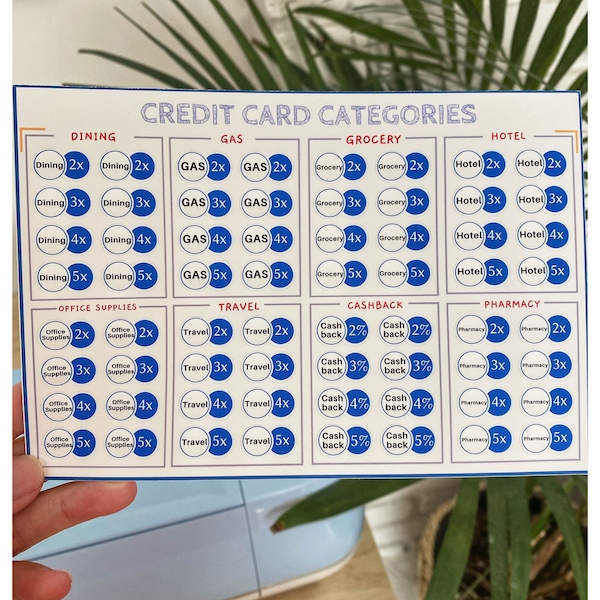 CREDIT CARD CATEGORIES
DINING GAS GROCERY HOTEL
Dining 2x Dining 2x GAS 2x GAS 2x Grocery 2x Grocery 2x Hotel 2x Hotel 2x
Dining 3x Dining 3x GAS 3x GAS 3x Grocery 3x Grocery 3x Hotel 3x Hotel 3x
Dining 4x Dining 4x GAS 4x GAS 4x Grocery 4x Grocery 4x Hotel 4x Hotel 4x
Dining 5x Dining 5x GAS 5x GAS 5x Grocery 5x Grocery 5x Hotel 5x Hotel 5x
OFFICE SUPPLIES TRAVEL CASHBACK PHARMACY
Office Supplies 2x Office Supplies 2x Travel 2x Travel 2x Cash back 2% Cash back 2% Pharmacy 2x Pharmacy 2x
Office Supplies 3x Office Supplies 3x Travel 3x Travel 3x Cash back 3% Cash back 3% Pharmacy 3x Pharmacy 3x
Office Supplies 4x Office Supplies 4x Travel 4x Travel 4x Cash back 4% Cash back 4% Pharmacy 4x Pharmacy 4x
Office Supplies 5x Office Supplies 5x Travel 5x Travel 5x Cash back 5% Cash back 5% Pharmacy 5x Pharmacy 5x